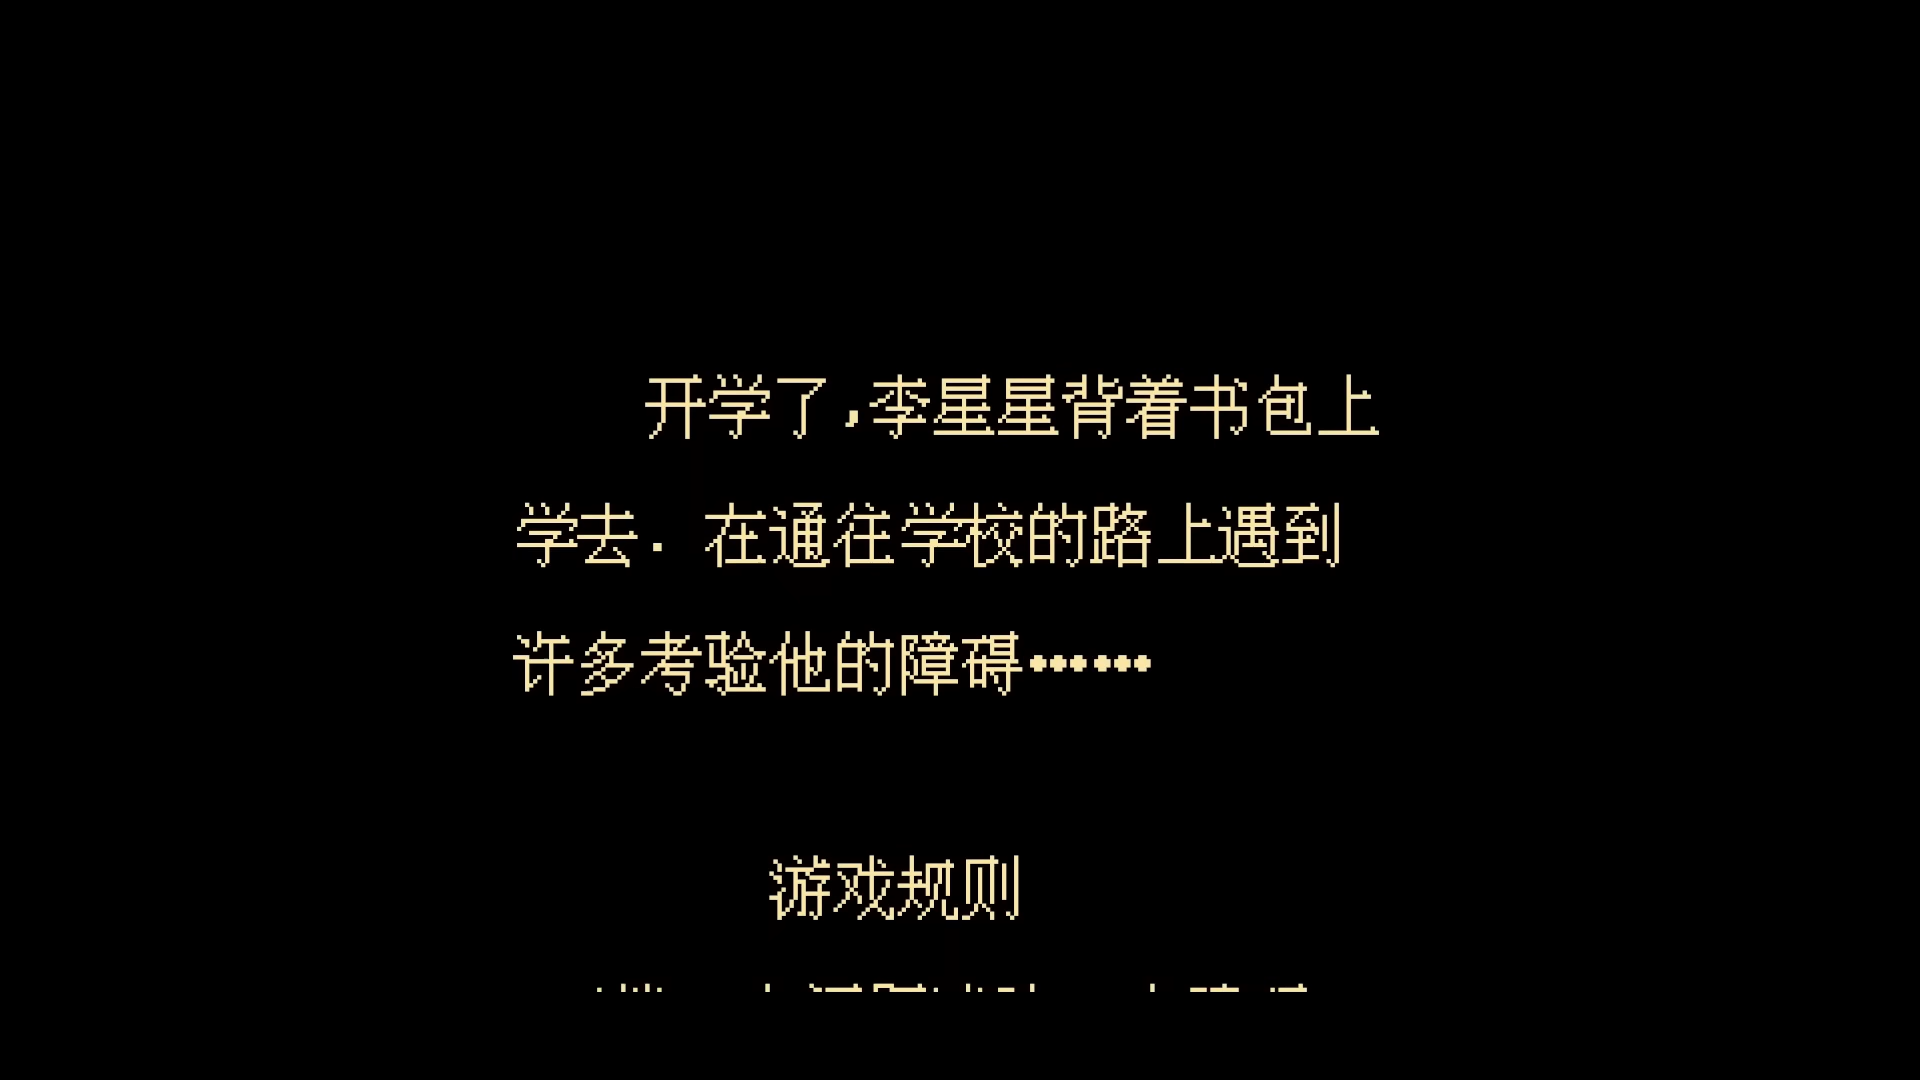 开学了,李星星背着书包上
学去. 在通往学校的路上遇到
许多考验他的障碍……
游戏规则